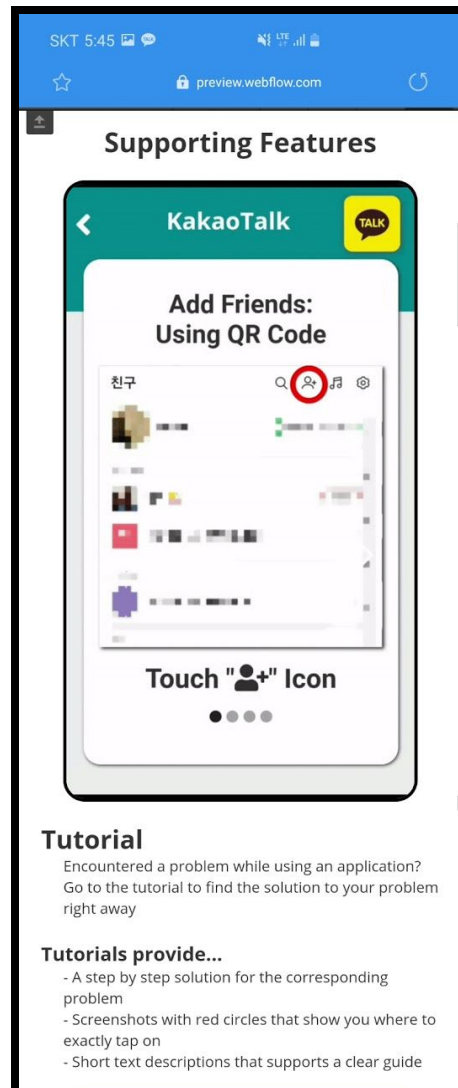 SKT 5:45
LTE
preview.webflow.com
Supporting Features
KakaoTalk
TALK
Add Friends:
Using QR Code
친구
Touch "" Icon
Tutorial
Encountered a problem while using an application?
Go to the tutorial to find the solution to your problem
right away
Tutorials provide...
- A step by step solution for the corresponding
problem
- Screenshots with red circles that show you where to
exactly tap on
- Short text descriptions that supports a clear guide